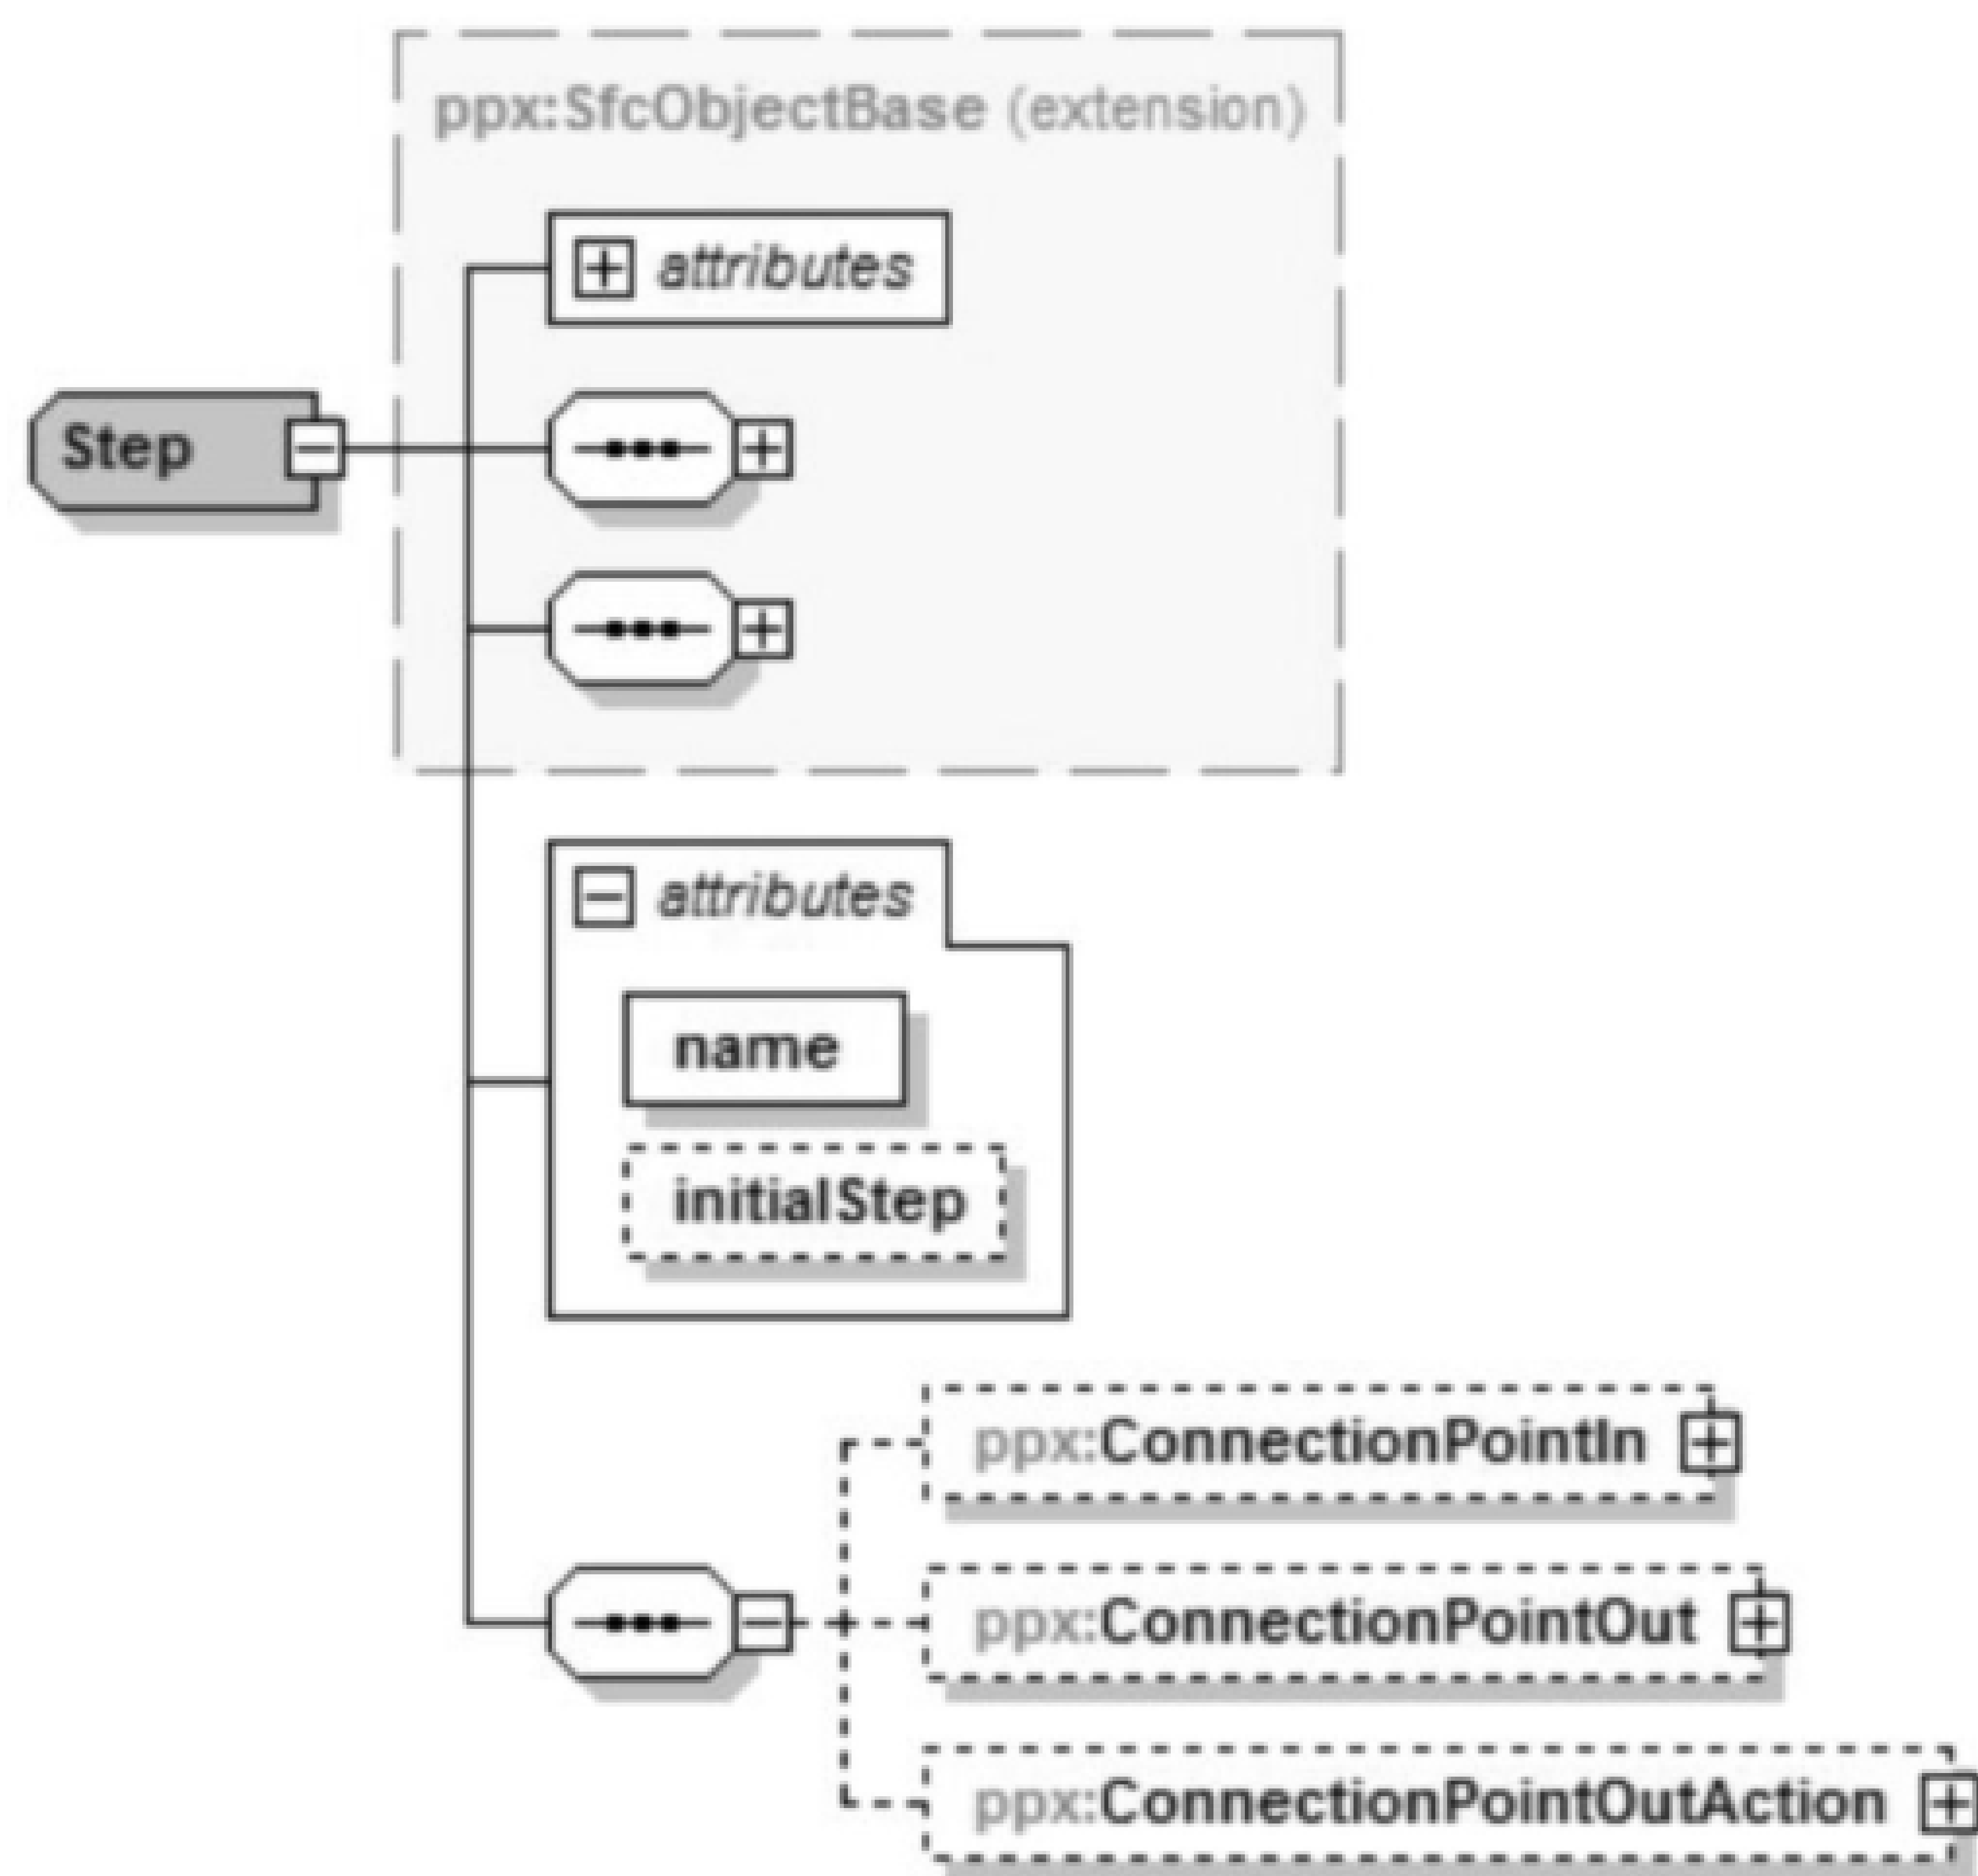 ppx:SfcObjectBase (extension)
attributes
Step
attributes
name
initialStep
ppx:ConnectionPointIn
ppx:ConnectionPointOut
ppx:ConnectionPointOutAction